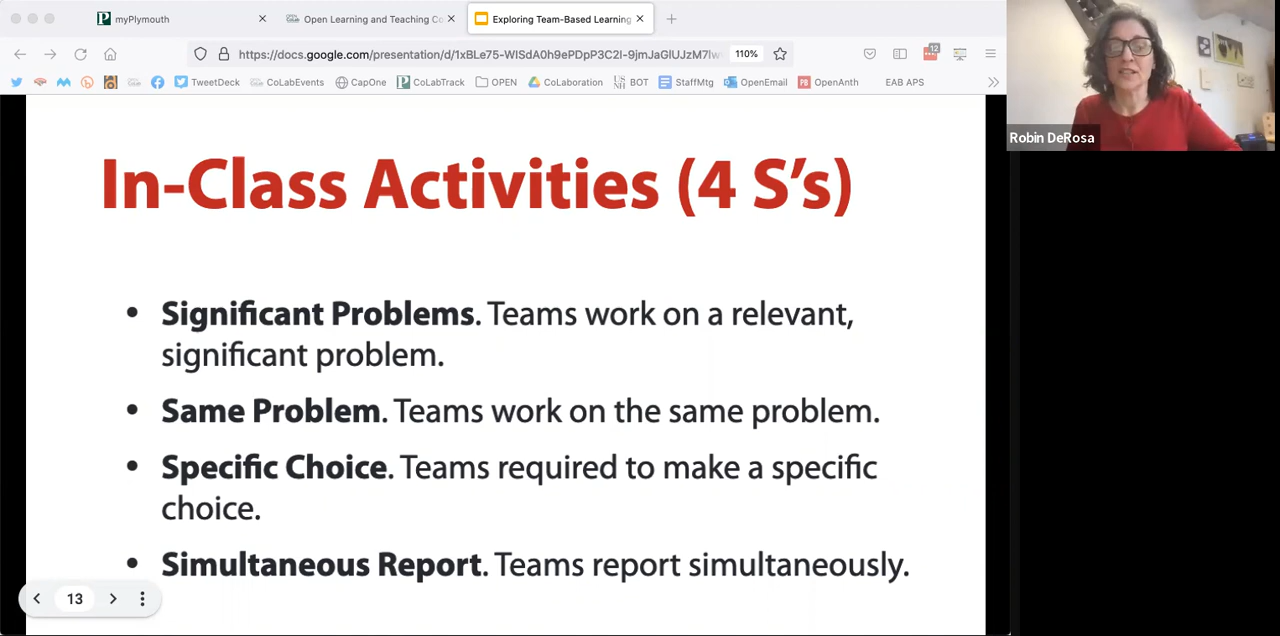 myPlymouth
Open Learning and Teaching Co
Exploring Team-Based Learning
https://docs.google.com/presentation/d/1xBLe75-WISdA0h9ePDpP3C2I-9jmJaGlUJzM7lw
110%
12
TweetDeck
CoLabEvents
CapOne
CoLabTrack
OPEN
CoLaboration
BOT
StaffMtg
OpenEmail
OpenAnth
EAB APS
Robin DeRosa
In-Class Activities (4 S’s)
• Significant Problems. Teams work on a relevant,
significant problem.
• Same Problem. Teams work on the same problem.
• Specific Choice. Teams required to make a specific
choice.
• Simultaneous Report. Teams report simultaneously.
13